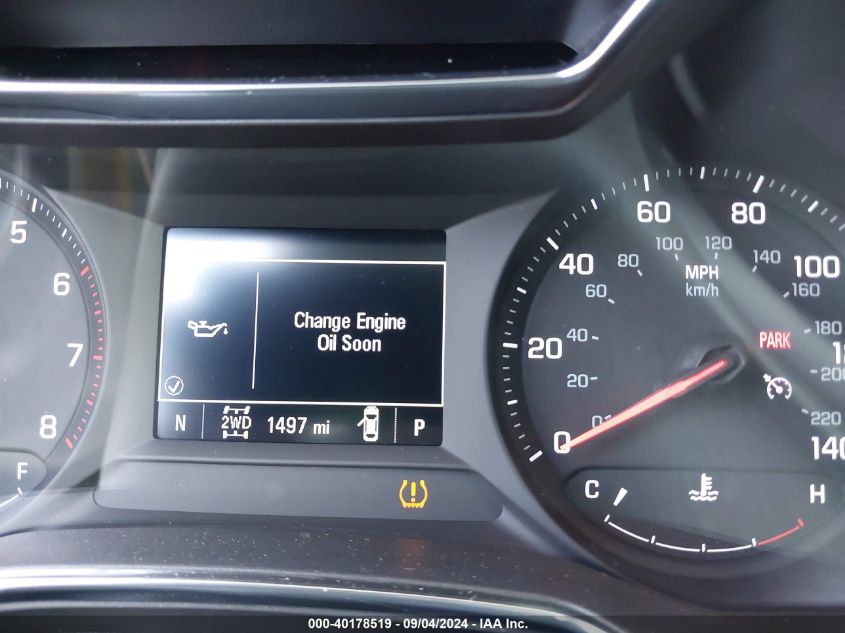 5
6
7
8
F
Change Engine
Oil Soon
N 2WD 1497 mi P
0 20 40 60 80 100 140
0 20 40 60 80 100 120 140 160 180 200 220
MPH
km/h
PARK
C H
000-40178519 - 09/04/2024 - IAA Inc.